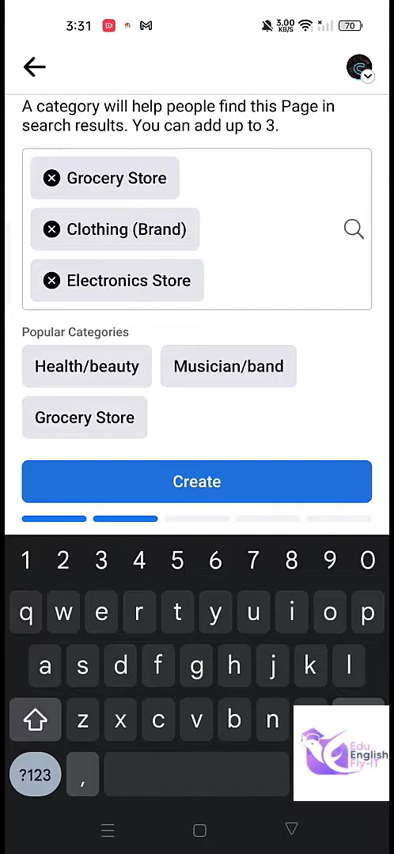 3:31 3.00 KB/S 70
A category will help people find this Page in
search results. You can add up to 3.
Grocery Store
Clothing (Brand)
Electronics Store
Popular Categories
Health/beauty Musician/band
Grocery Store
Create
1 2 3 4 5 6 7 8 9 0
q w e r t y u i o p
a s d f g h j k l
z x c v b n
?123 ,
Edu
English
Fly-IT